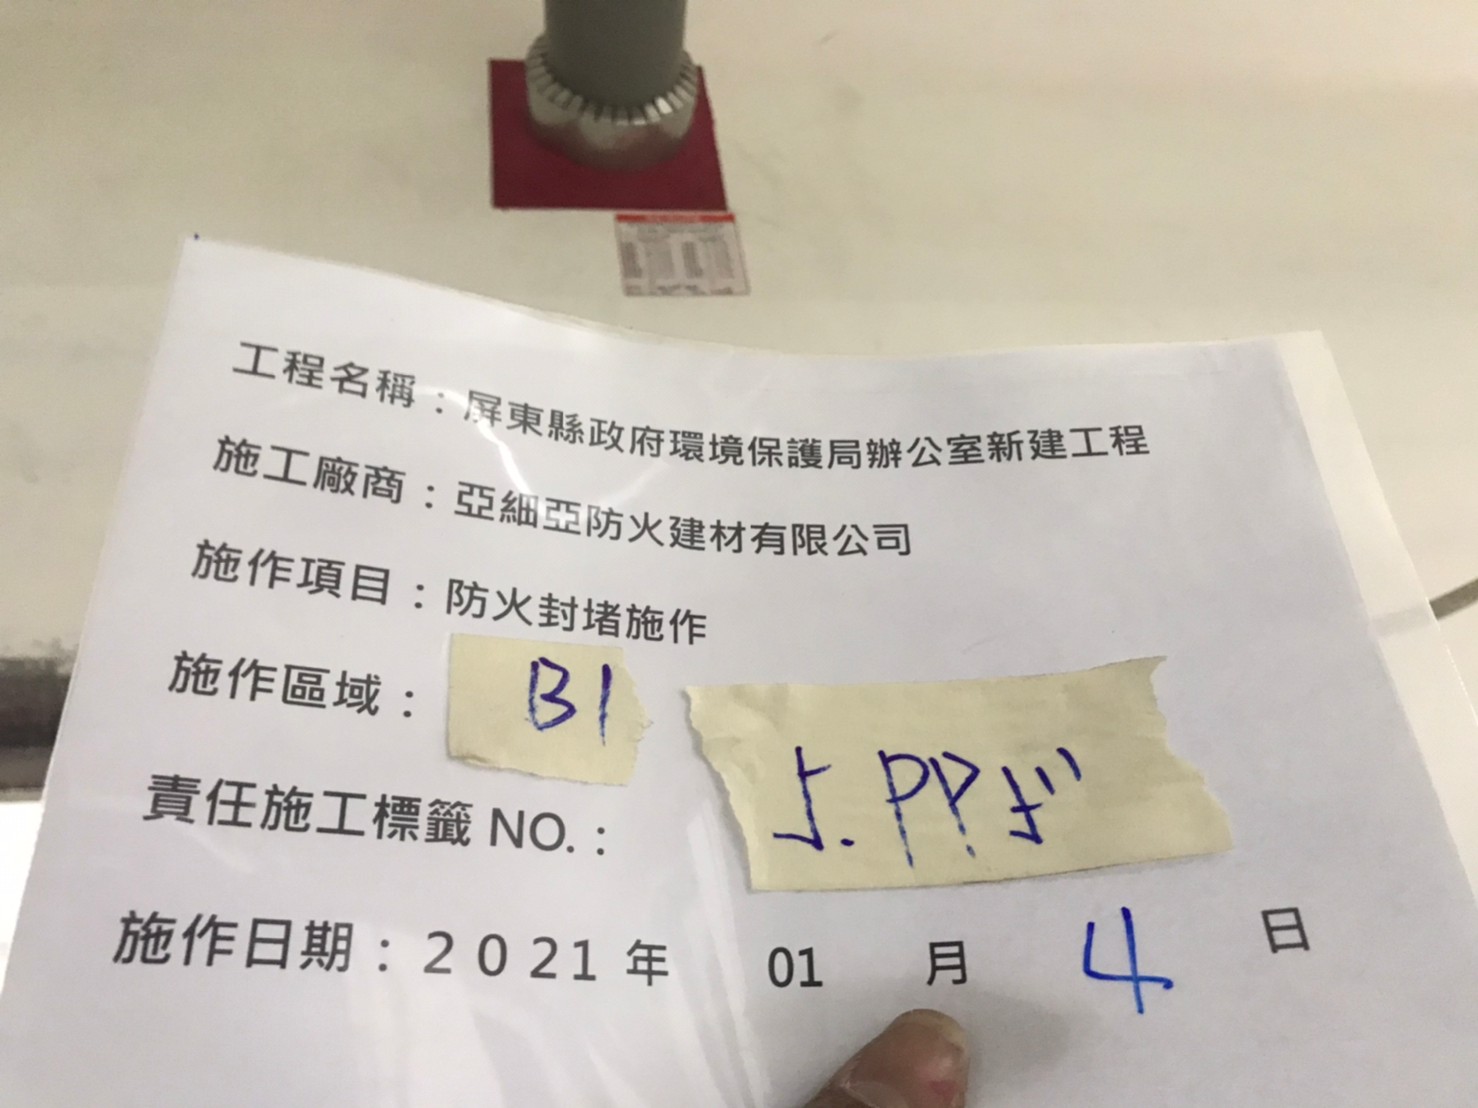 工程名稱：屏東縣政府環境保護局辦公室新建工程
施工廠商：亞細亞防火建材有限公司
施作項目：防火封堵施作
施作區域： B1
責任施工標籤 NO.：
施作日期：2021 年 01 月 4 日